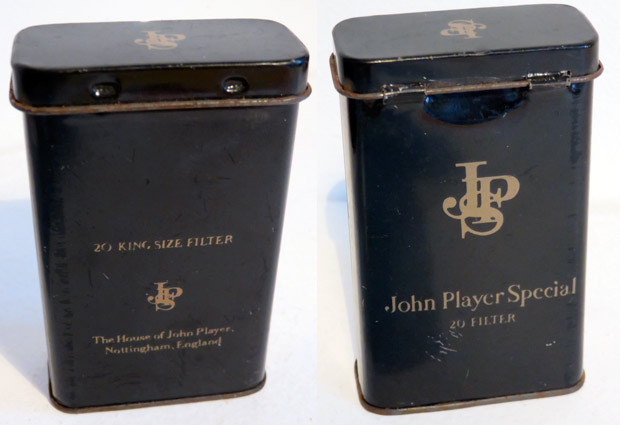 JPS
20 KING SIZE FILTER
JPS
The House of John Player,
Nottingham, England
JPS
JPS
John Player Special
20 FILTER